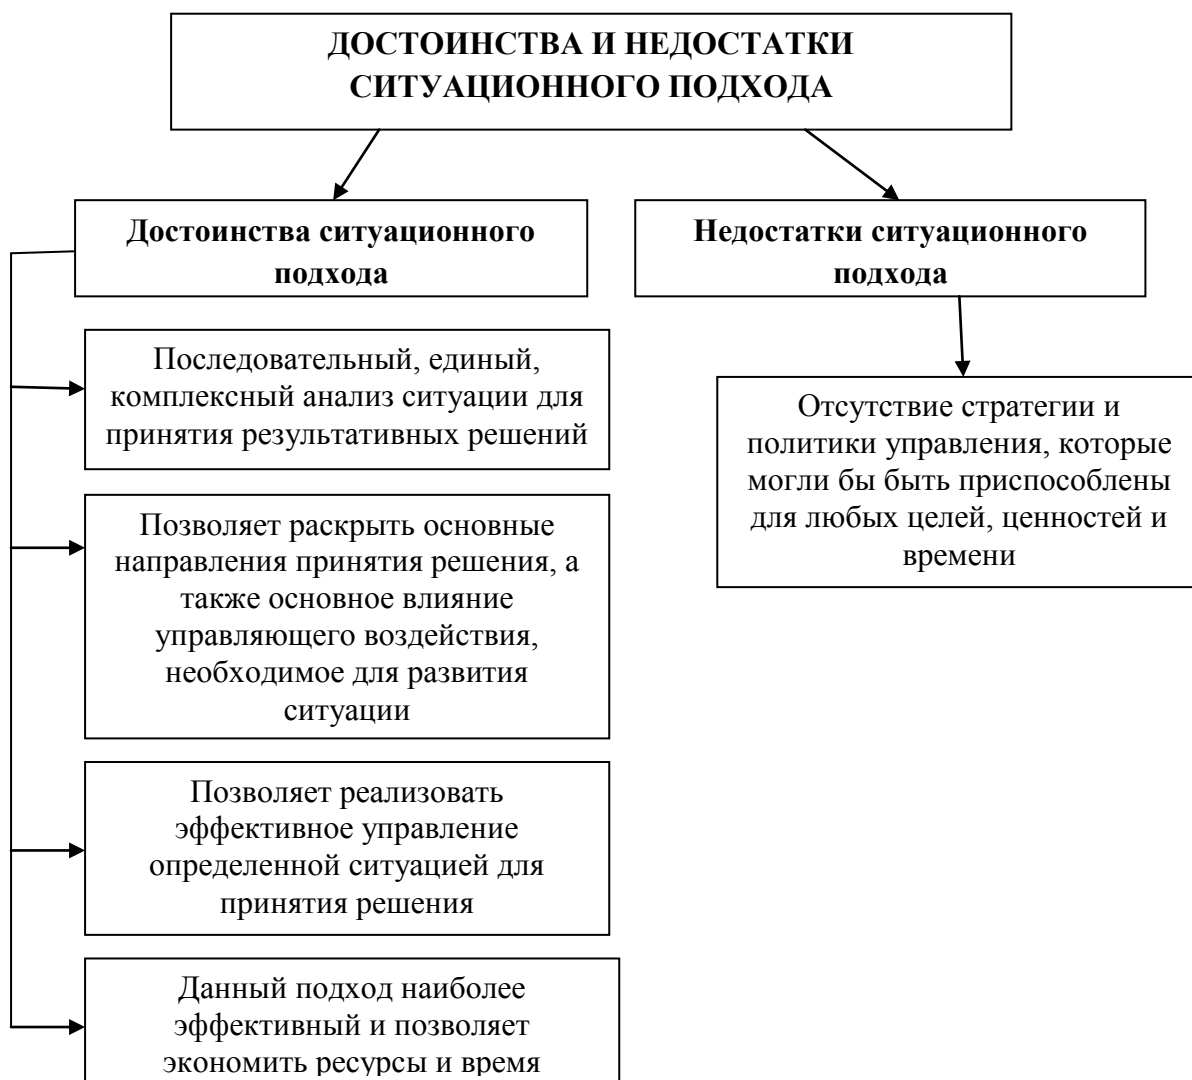 ДОСТОИНСТВА И НЕДОСТАТКИ
СИТУАЦИОННОГО ПОДХОДА
Достоинства ситуационного
подхода
Недостатки ситуационного
подхода
Последовательный, единый,
комплексный анализ ситуации для
принятия результативных решений
Отсутствие стратегии и
политики управления, которые
могли бы быть приспособлены
для любых целей, ценностей и
времени
Позволяет раскрыть основные
направления принятия решения, а
также основное влияние
управляющего воздействия,
необходимое для развития
ситуации
Позволяет реализовать
эффективное управление
определенной ситуацией для
принятия решения
Данный подход наиболее
эффективный и позволяет
экономить ресурсы и время